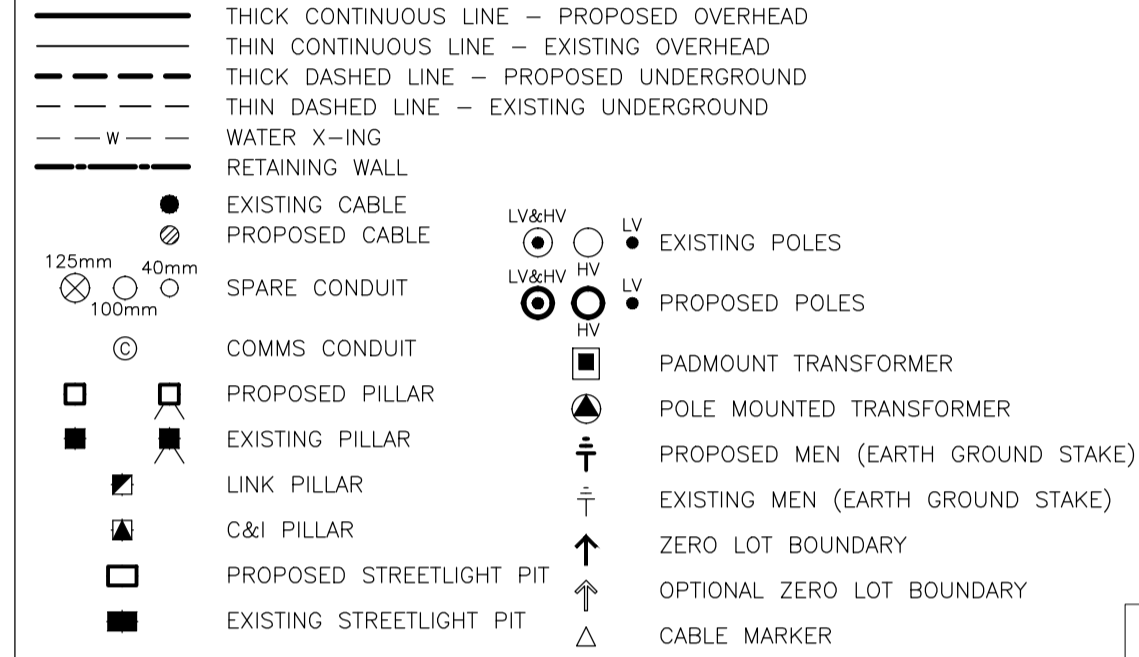 THICK CONTINUOUS LINE – PROPOSED OVERHEAD
THIN CONTINUOUS LINE – EXISTING OVERHEAD
THICK DASHED LINE – PROPOSED UNDERGROUND
THIN DASHED LINE – EXISTING UNDERGROUND
W WATER X–ING
RETAINING WALL
EXISTING CABLE
PROPOSED CABLE
125mm 40mm
100mm
SPARE CONDUIT
C COMMS CONDUIT
PROPOSED PILLAR
EXISTING PILLAR
LINK PILLAR
C&I PILLAR
PROPOSED STREETLIGHT PIT
EXISTING STREETLIGHT PIT
LV&HV HV LV EXISTING POLES
LV&HV HV LV PROPOSED POLES
PADMOUNT TRANSFORMER
POLE MOUNTED TRANSFORMER
PROPOSED MEN (EARTH GROUND STAKE)
EXISTING MEN (EARTH GROUND STAKE)
ZERO LOT BOUNDARY
OPTIONAL ZERO LOT BOUNDARY
CABLE MARKER